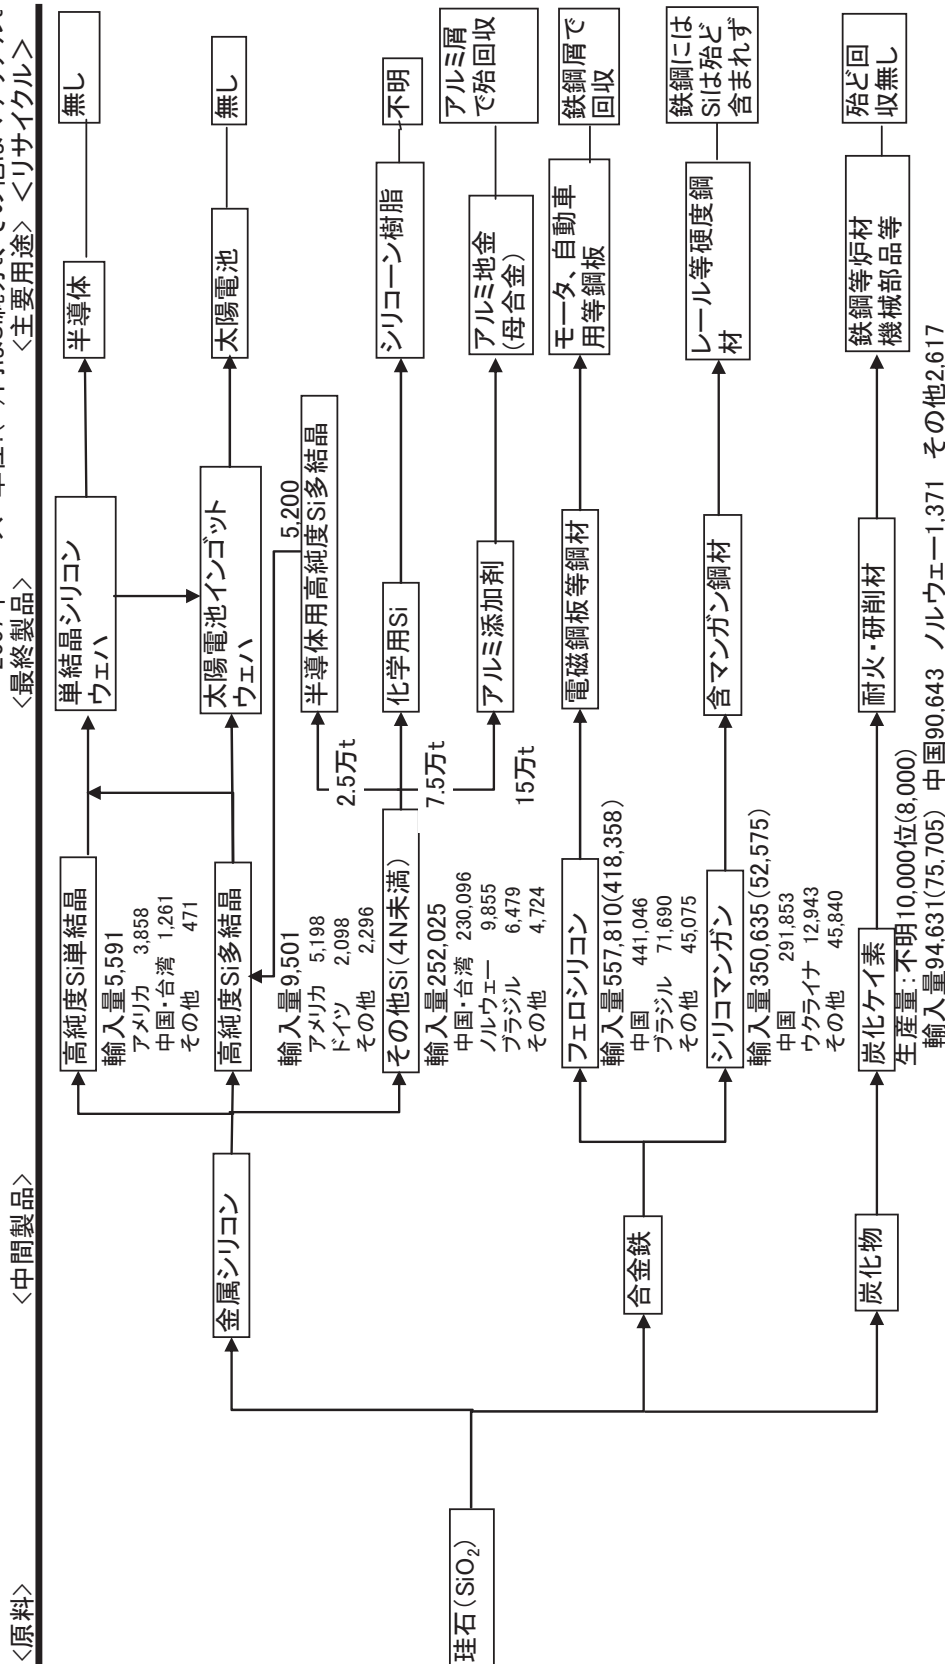 <原料>
<中間製品>
<最終製品>
<主要用途>
<リサイクル>
珪石(SiO₂)
金属シリコン
合金鉄
炭化物
高純度Si単結晶
輸入量5,591
アメリカ 3,858
中国・台湾 1,261
その他 471
高純度Si多結晶
輸入量9,501
アメリカ 5,198
ドイツ 2,098
その他 2,296
その他Si(4N未満)
輸入量252,025
中国・台湾 230,096
ノルウェー 9,855
ブラジル 6,479
その他 4,724
フェロシリコン
輸入量557,810(418,358)
中国 441,046
ブラジル 71,690
その他 45,075
シリコマンガン
輸入量350,635(52,575)
中国 291,853
ウクライナ 12,943
その他 45,840
炭化ケイ素
生産量:不明10,000位(8,000)
輸入量94,631(75,705) 中国90,643 ノルウェー1,371 その他2,617
2.5万t
7.5万t
15万t
5,200
単結晶シリコン
ウェハ
太陽電池インゴット
ウェハ
半導体用高純度Si多結晶
化学用Si
アルミ添加剤
電磁鋼板等鋼材
含マンガン鋼材
耐火・研削材
半導体
太陽電池
シリコーン樹脂
アルミ地金
(母合金)
モータ、自動車
用等鋼板
レール等硬度鋼
材
鉄鋼等炉材
機械部品等
無し
無し
不明
アルミ屑
で殆回収
鉄鋼屑で
回収
鉄鋼には
Siは殆ど
含まれず
殆ど回
収無し